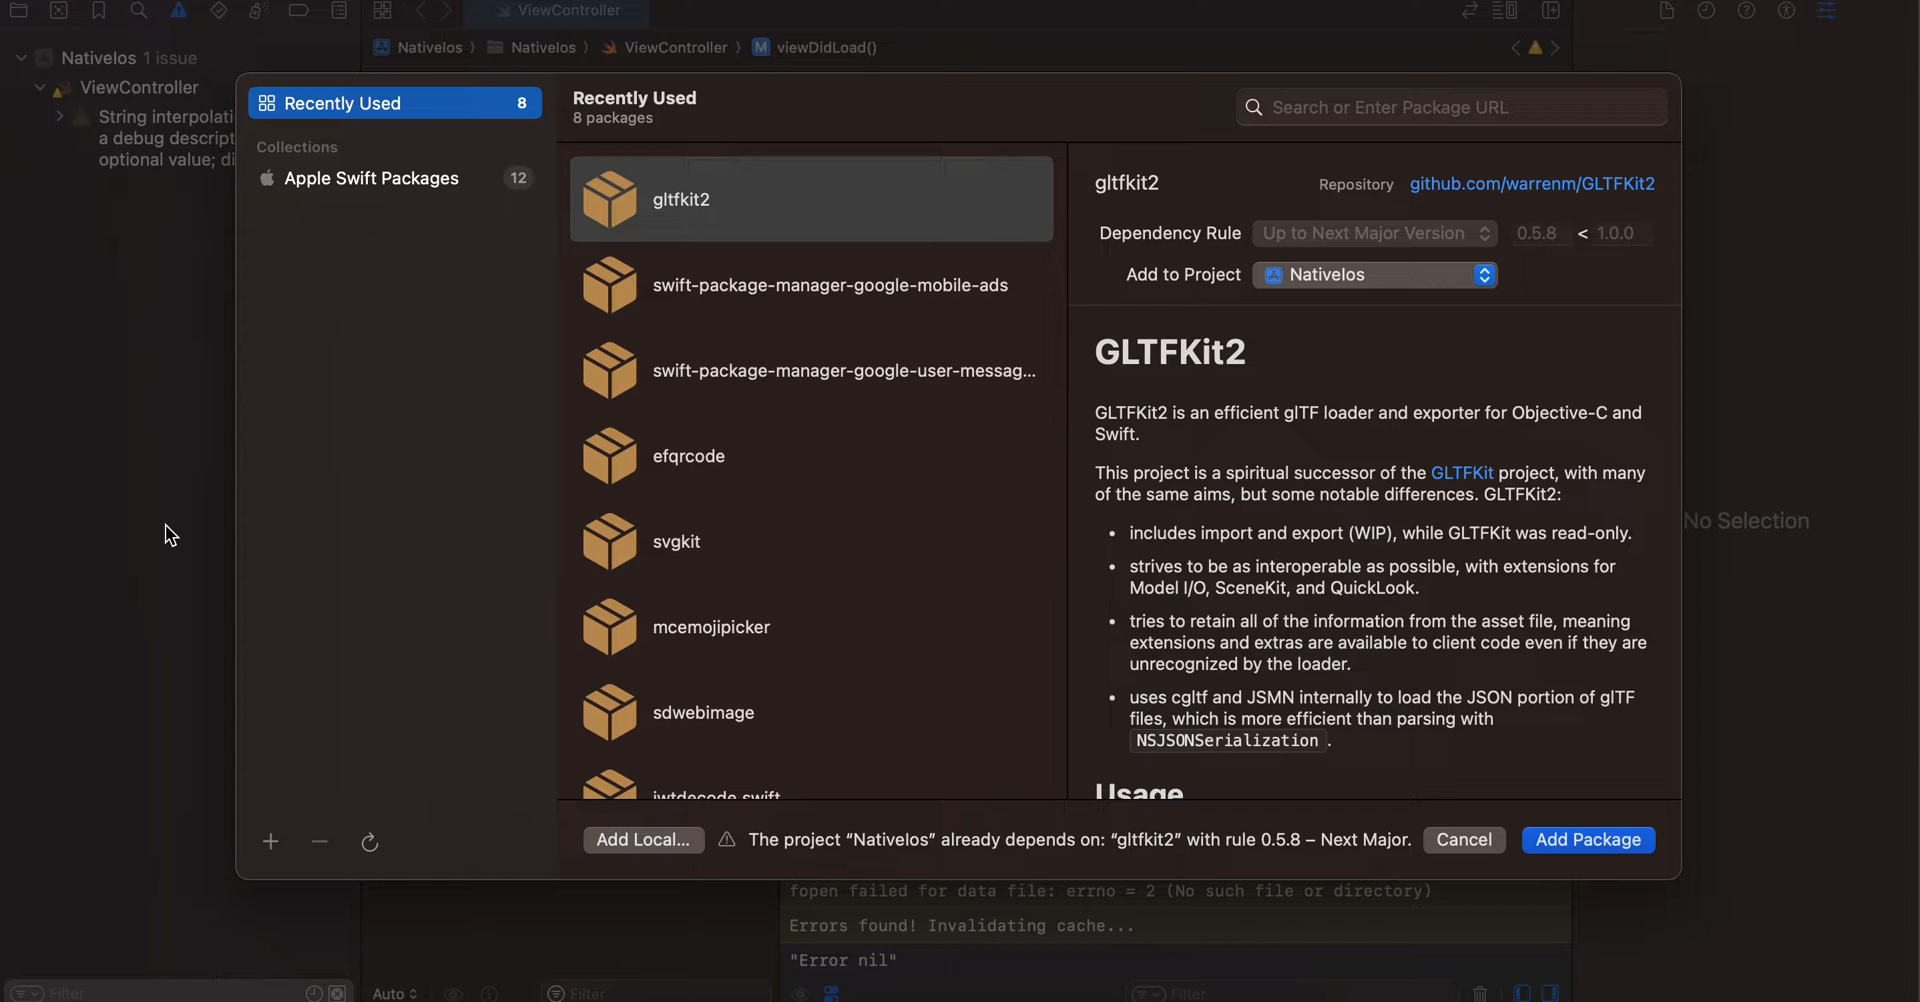 ViewController
NativeIos 1 issue
NativeIos 〉 NativeIos 〉 ViewController 〉 M viewDidLoad()
ViewController
String interpolati
a debug descript
optional value; di
Recently Used 8
Collections
Apple Swift Packages 12
Recently Used
8 packages
Search or Enter Package URL
gltfkit2
swift-package-manager-google-mobile-ads
swift-package-manager-google-user-messag...
efqrcode
svgkit
mcemojipicker
sdwebimage
jwtdecode.swift
gltfkit2
Repository github.com/warrenm/GLTFKit2
Dependency Rule Up to Next Major Version 0.5.8 < 1.0.0
Add to Project NativeIos
GLTFKit2
GLTFKit2 is an efficient glTF loader and exporter for Objective-C and
Swift.
This project is a spiritual successor of the GLTFKit project, with many
of the same aims, but some notable differences. GLTFKit2:
• includes import and export (WIP), while GLTFKit was read-only.
• strives to be as interoperable as possible, with extensions for
Model I/O, SceneKit, and QuickLook.
• tries to retain all of the information from the asset file, meaning
extensions and extras are available to client code even if they are
unrecognized by the loader.
• uses cgltf and JSMN internally to load the JSON portion of glTF
files, which is more efficient than parsing with
NSJSONSerialization .
Usage
No Selection
Add Local... The project “NativeIos” already depends on: “gltfkit2” with rule 0.5.8 – Next Major. Cancel Add Package
fopen failed for data file: errno = 2 (No such file or directory)
Errors found! Invalidating cache...
"Error nil"
Filter Auto Filter Filter